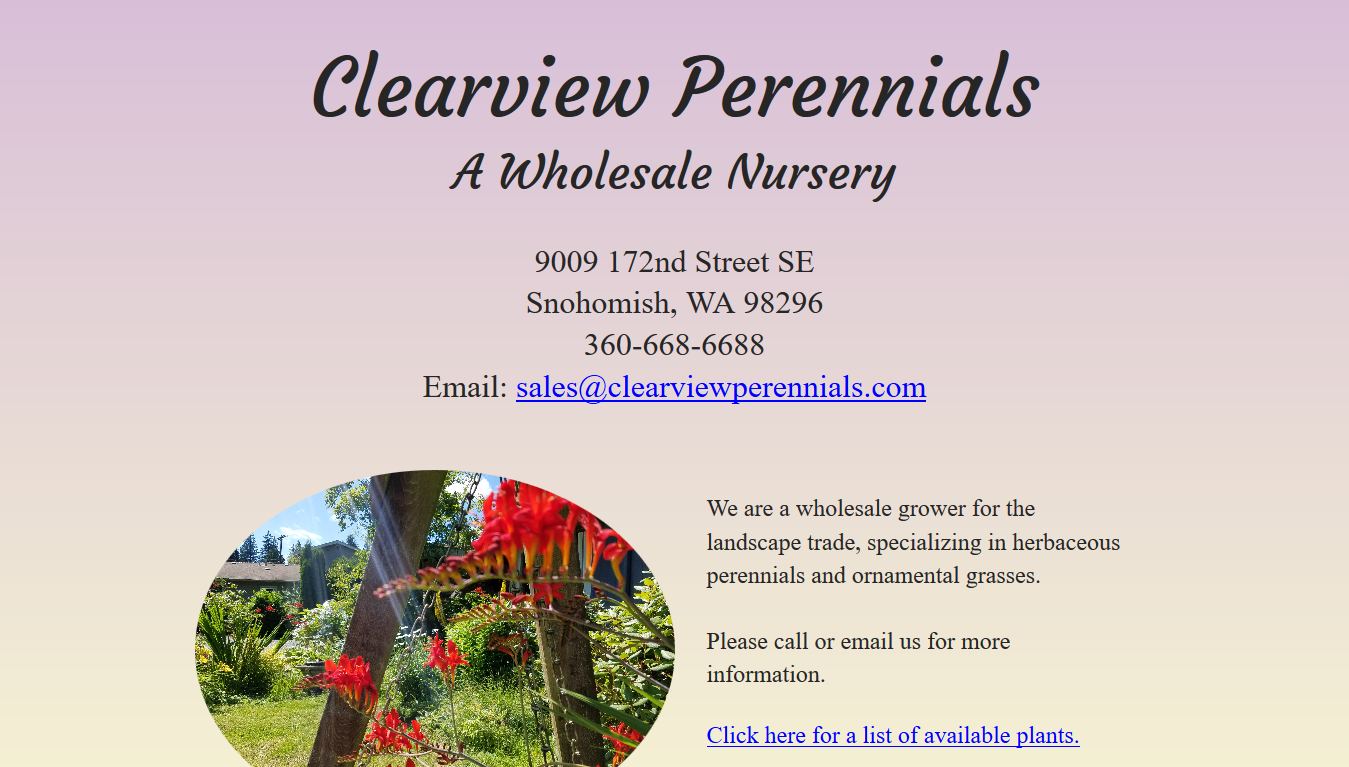 Clearview Perennials
A Wholesale Nursery
9009 172nd Street SE
Snohomish, WA 98296
360-668-6688
Email: sales@clearviewperennials.com
We are a wholesale grower for the
landscape trade, specializing in herbaceous
perennials and ornamental grasses.
Please call or email us for more
information.
Click here for a list of available plants.